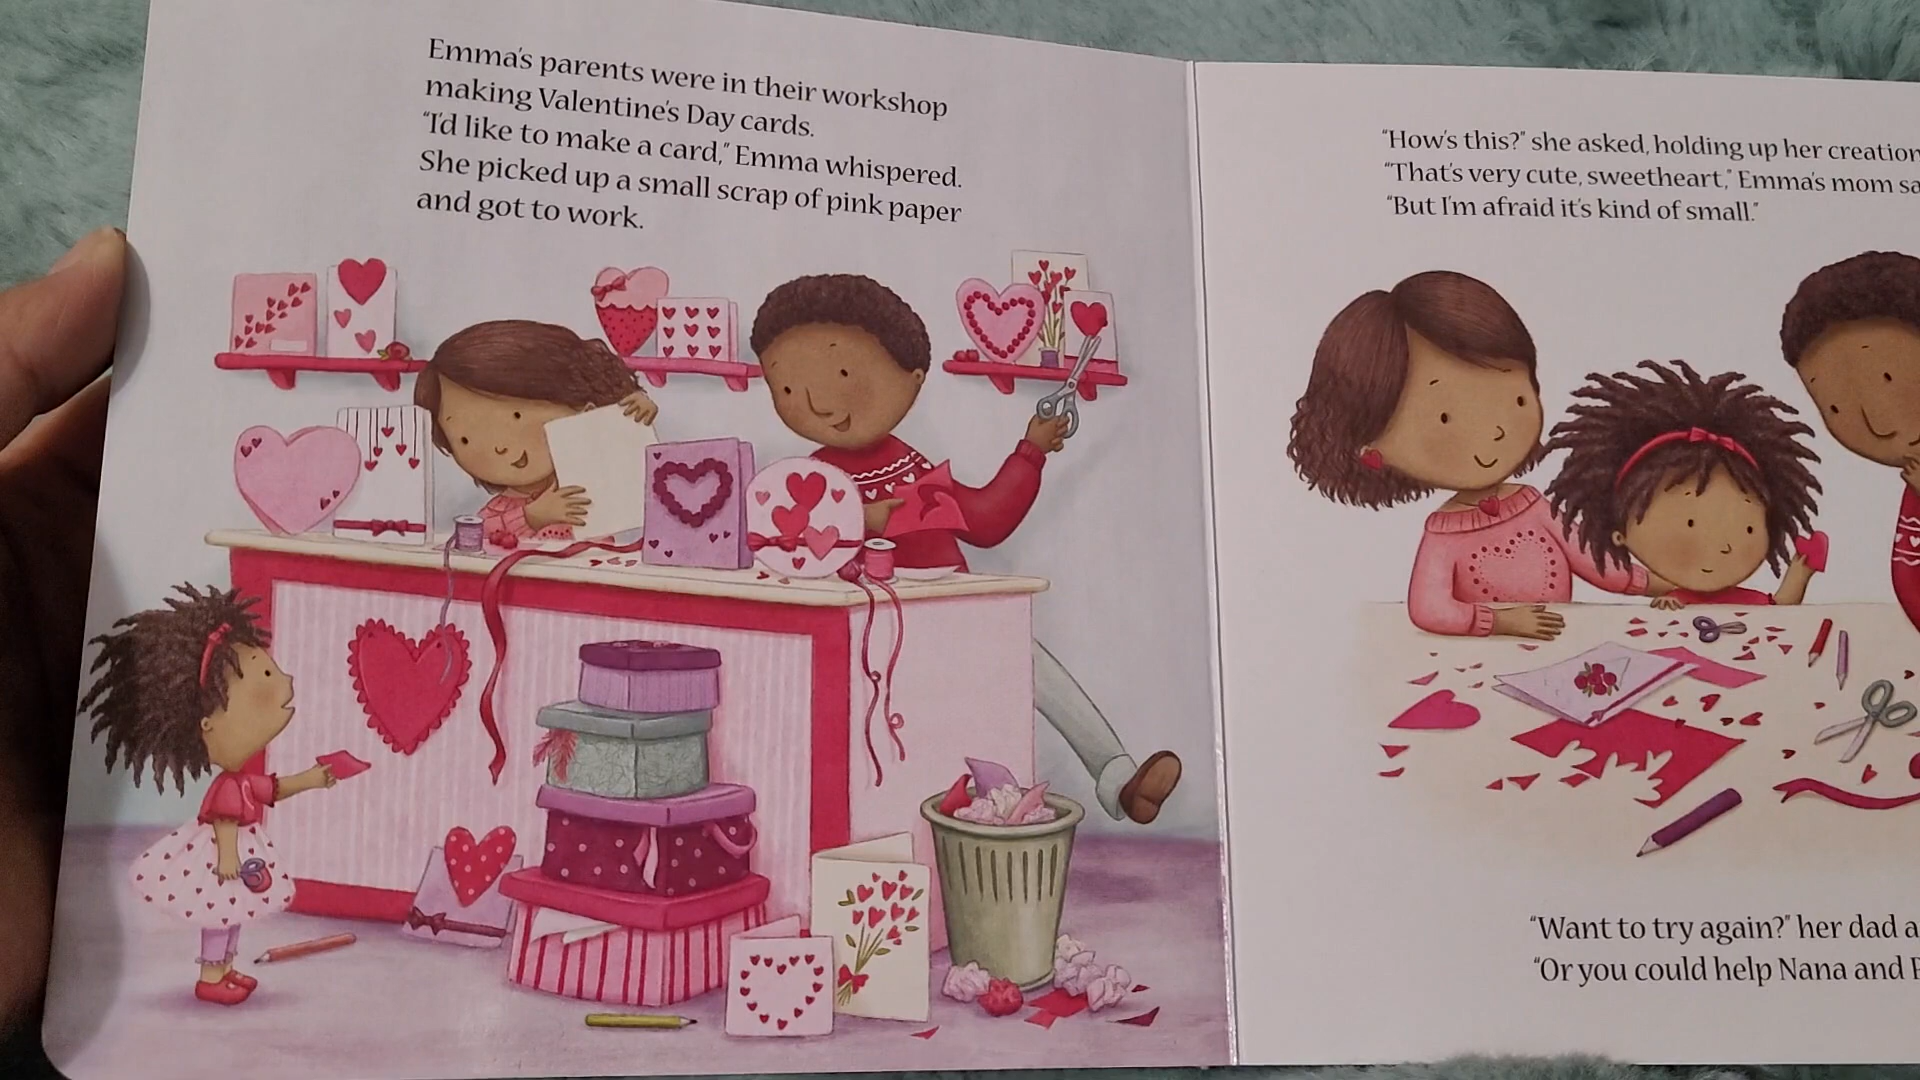 Emma's parents were in their workshop
making Valentine's Day cards.
"I'd like to make a card," Emma whispered.
She picked up a small scrap of pink paper
and got to work.
"How's this?" she asked, holding up her creation
"That's very cute, sweetheart," Emma's mom
"But I'm afraid it's kind of small."
"Want to try again?" her dad
"Or you could help Nana and